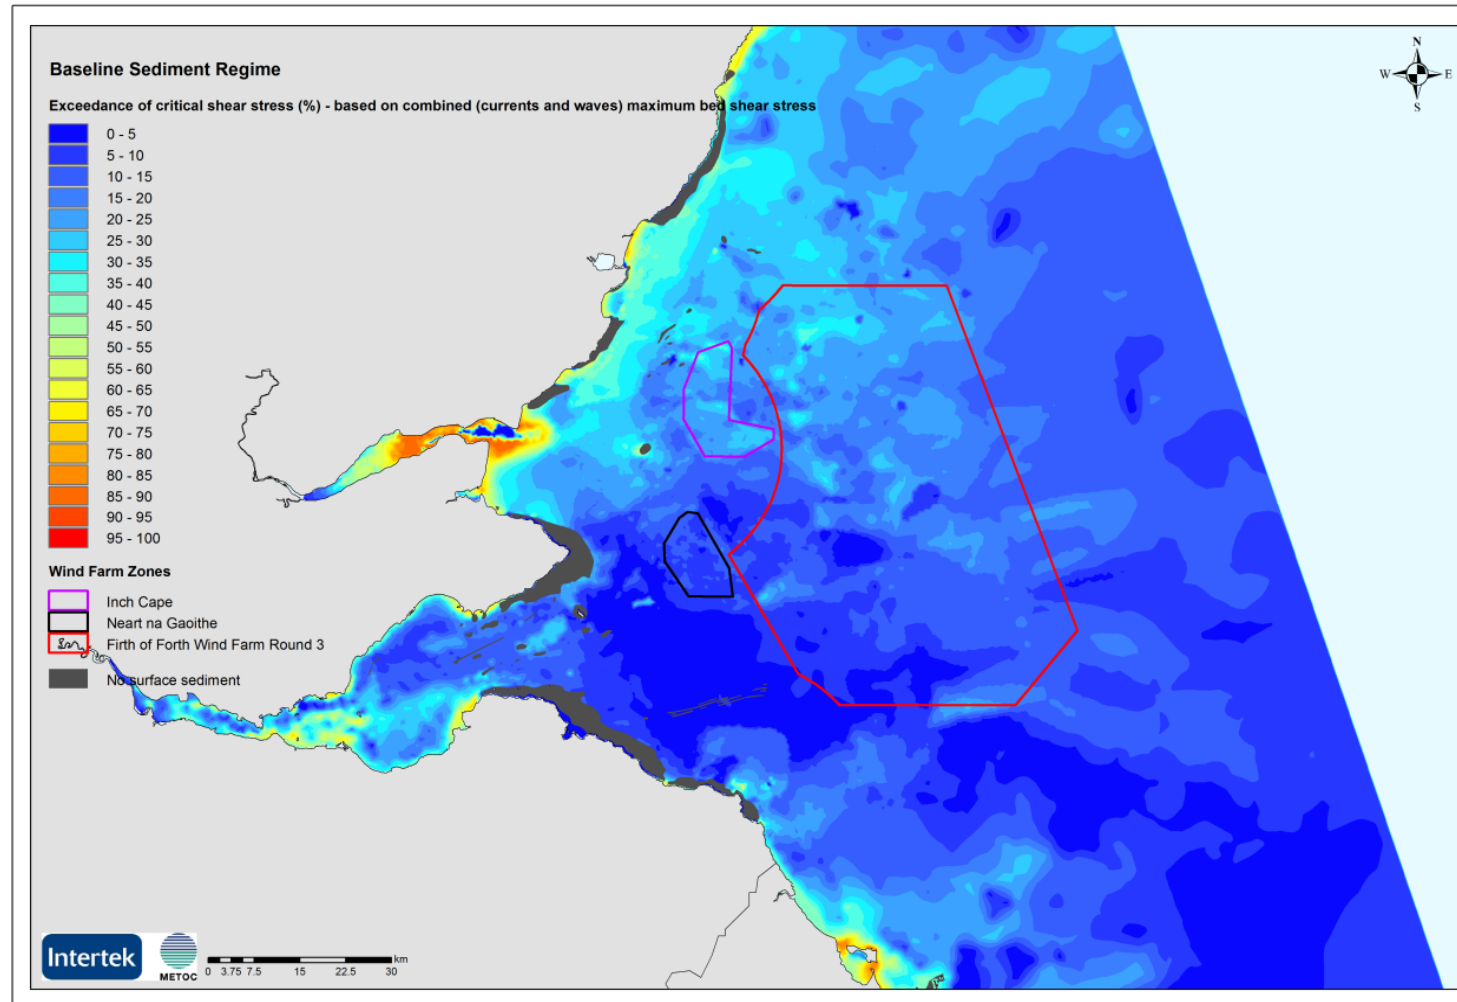 Baseline Sediment Regime
Exceedance of critical shear stress (%) - based on combined (currents and waves) maximum bed shear stress
0 - 5
5 - 10
10 - 15
15 - 20
20 - 25
25 - 30
30 - 35
35 - 40
40 - 45
45 - 50
50 - 55
55 - 60
60 - 65
65 - 70
70 - 75
75 - 80
80 - 85
85 - 90
90 - 95
95 - 100
Wind Farm Zones
Inch Cape
Neart na Gaoithe
Firth of Forth Wind Farm Round 3
No surface sediment
N
W E
S
Intertek
METOC
0 3.75 7.5 15 22.5 30 km